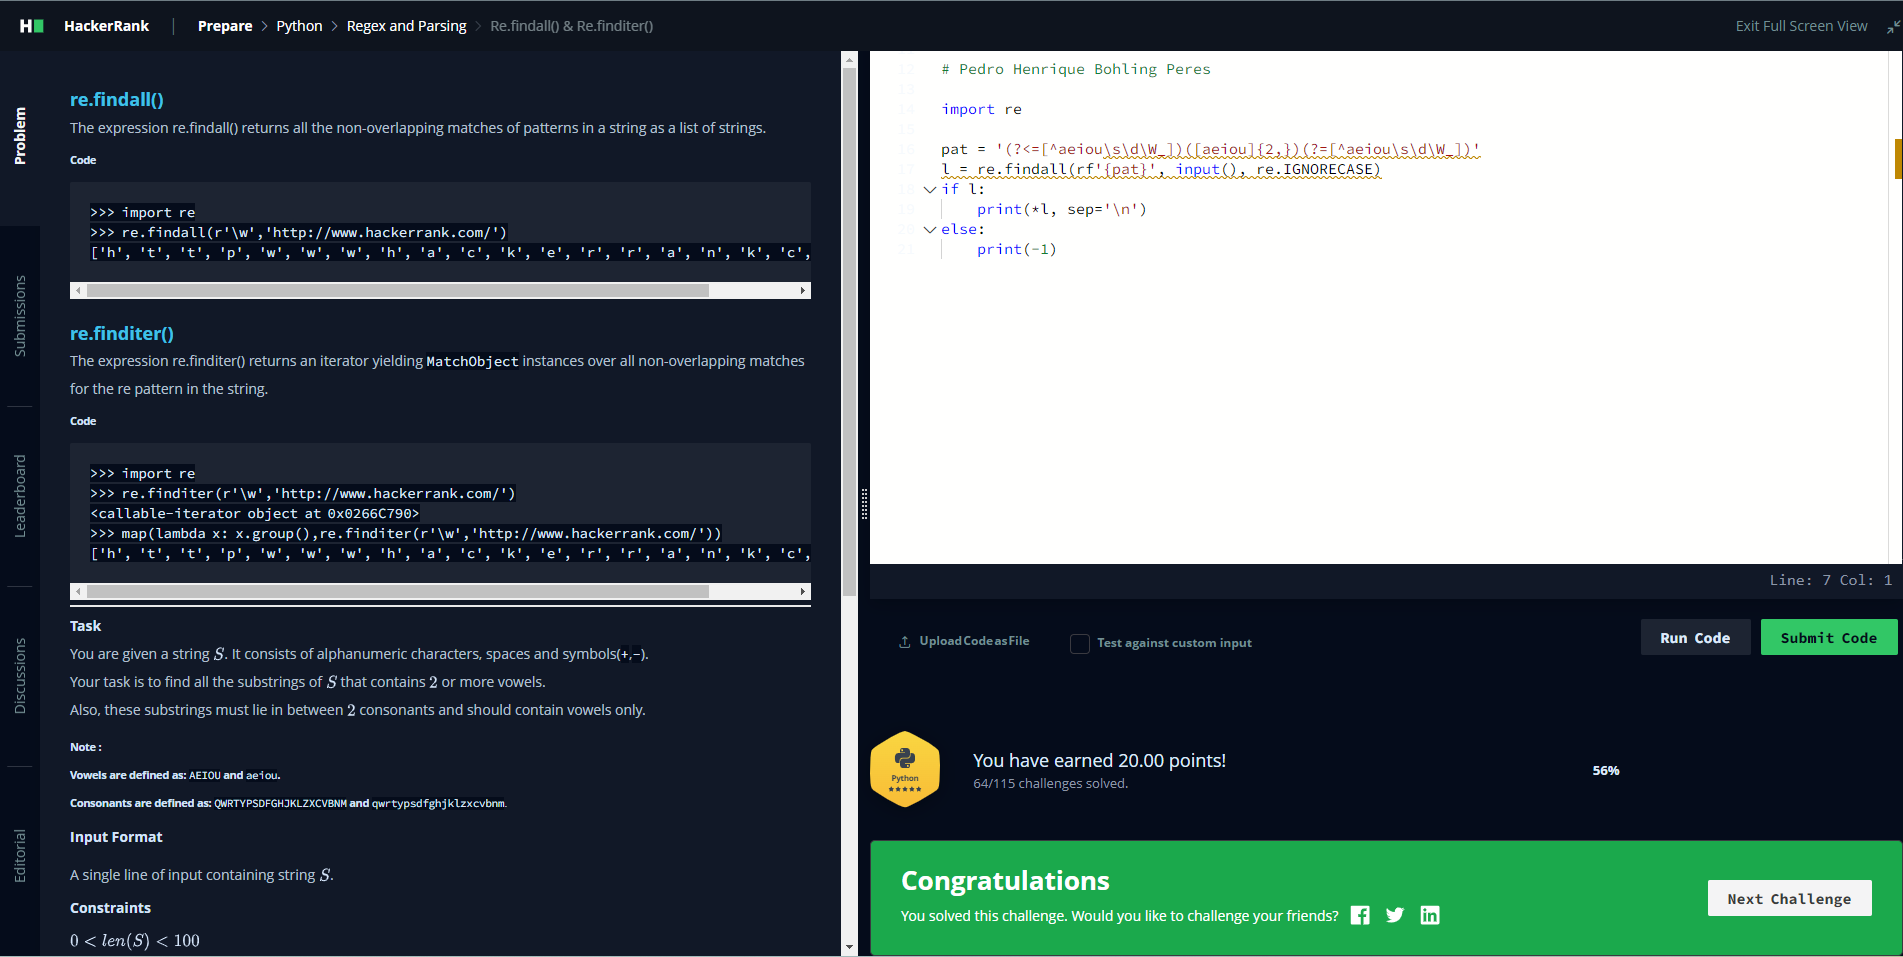 HackerRank | Prepare > Python > Regex and Parsing > Re.findall() & Re.finditer()
Exit Full Screen View
Problem
Submissions
Leaderboard
Discussions
Editorial
re.findall()
The expression re.findall() returns all the non-overlapping matches of patterns in a string as a list of strings.
Code
>>> import re
>>> re.findall(r'\w','http://www.hackerrank.com/')
['h', 't', 't', 'p', 'w', 'w', 'w', 'h', 'a', 'c', 'k', 'e', 'r', 'r', 'a', 'n', 'k', 'c',
re.finditer()
The expression re.finditer() returns an iterator yielding MatchObject instances over all non-overlapping matches
for the re pattern in the string.
Code
>>> import re
>>> re.finditer(r'\w','http://www.hackerrank.com/')
<callable-iterator object at 0x0266C790>
>>> map(lambda x: x.group(),re.finditer(r'\w','http://www.hackerrank.com/'))
['h', 't', 't', 'p', 'w', 'w', 'w', 'h', 'a', 'c', 'k', 'e', 'r', 'r', 'a', 'n', 'k', 'c',
Task
You are given a string S. It consists of alphanumeric characters, spaces and symbols(+,-).
Your task is to find all the substrings of S that contains 2 or more vowels.
Also, these substrings must lie in between 2 consonants and should contain vowels only.
Note :
Vowels are defined as: AEIOU and aeiou.
Consonants are defined as: QWRTYPSDFGHJKLZXCVBNM and qwrtypsdfghjklzxcvbnm.
Input Format
A single line of input containing string S.
Constraints
0 < len(S) < 100
12 # Pedro Henrique Bohling Peres
13
14 import re
15
16 pat = '(?<=[^aeiou\s\d\W_])([aeiou]{2,})(?=[^aeiou\s\d\W_])'
17 l = re.findall(rf'{pat}', input(), re.IGNORECASE)
18 if l:
19 print(*l, sep='\n')
20 else:
21 print(-1)
Line: 7 Col: 1
Upload Code as File
Test against custom input
Run Code
Submit Code
Python
You have earned 20.00 points!
64/115 challenges solved.
56%
Congratulations
You solved this challenge. Would you like to challenge your friends?
Next Challenge